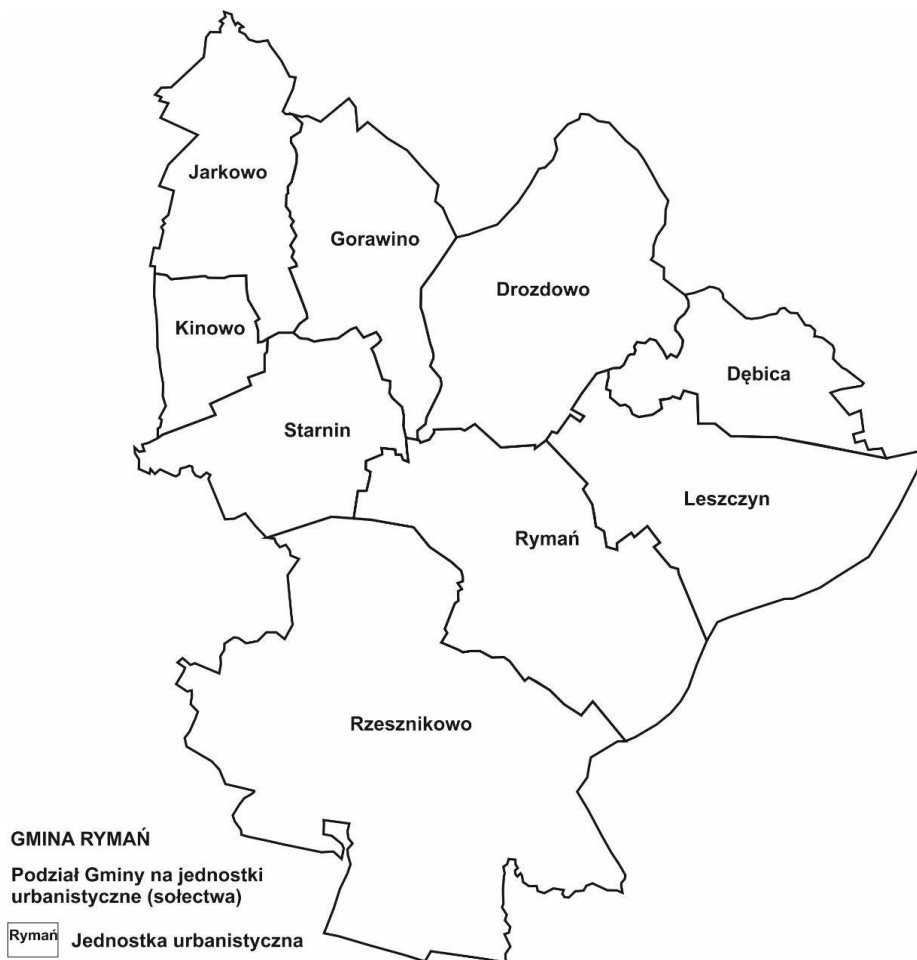 Jarkowo
Gorawino
Drozdowo
Kinowo
Dębica
Starnin
Leszczyn
Rymań
Rzesznikowo
GMINA RYMAŃ
Podział Gminy na jednostki
urbanistyczne (sołectwa)
Rymań Jednostka urbanistyczna